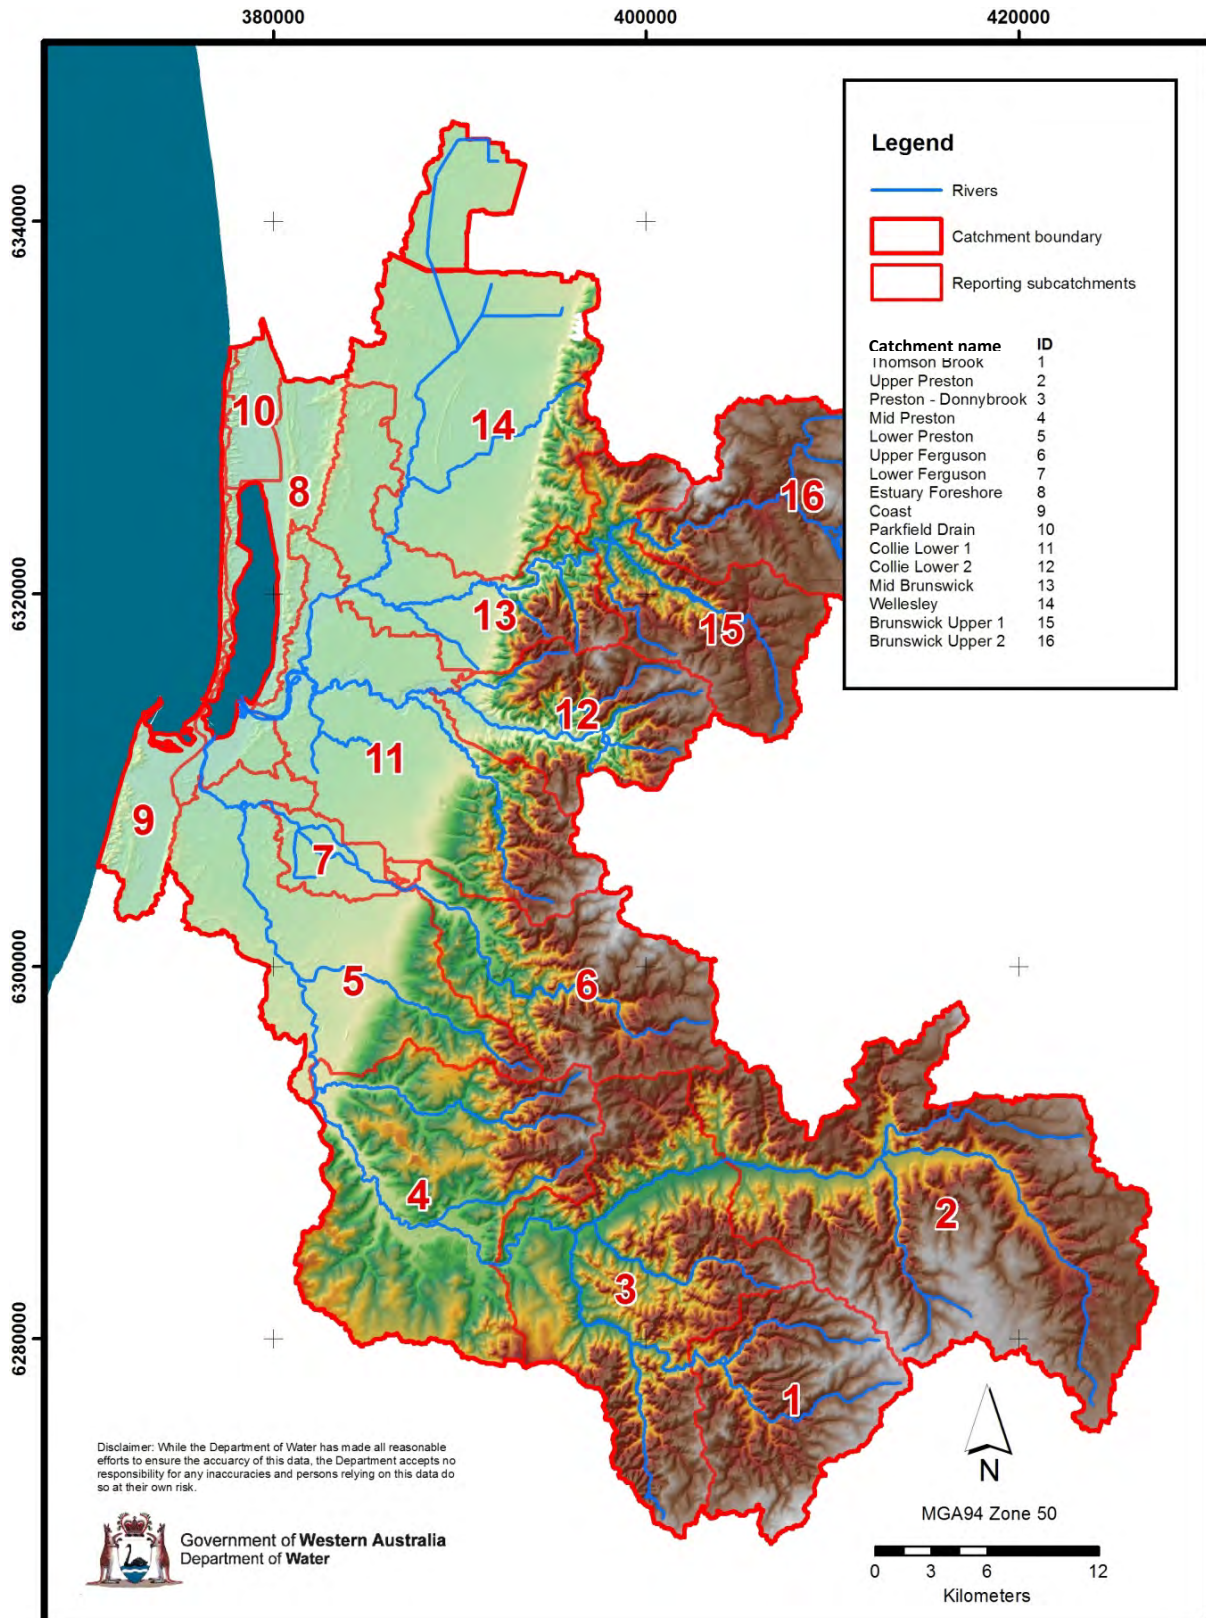 380000
400000
420000
6340000
6320000
6300000
6280000
Legend
Rivers
Catchment boundary
Reporting subcatchments
Catchment name ID
Thomson Brook 1
Upper Preston 2
Preston - Donnybrook 3
Mid Preston 4
Lower Preston 5
Upper Ferguson 6
Lower Ferguson 7
Estuary Foreshore 8
Coast 9
Parkfield Drain 10
Collie Lower 1 11
Collie Lower 2 12
Mid Brunswick 13
Wellesley 14
Brunswick Upper 1 15
Brunswick Upper 2 16
10
14
8
16
13
15
12
11
9
7
5
6
4
2
3
1
Disclaimer: While the Department of Water has made all reasonable
efforts to ensure the accuarcy of this data, the Department accepts no
responsibility for any inaccuracies and persons relying on this data do
so at their own risk.
Government of Western Australia
Department of Water
N
MGA94 Zone 50
0 3 6 12
Kilometers